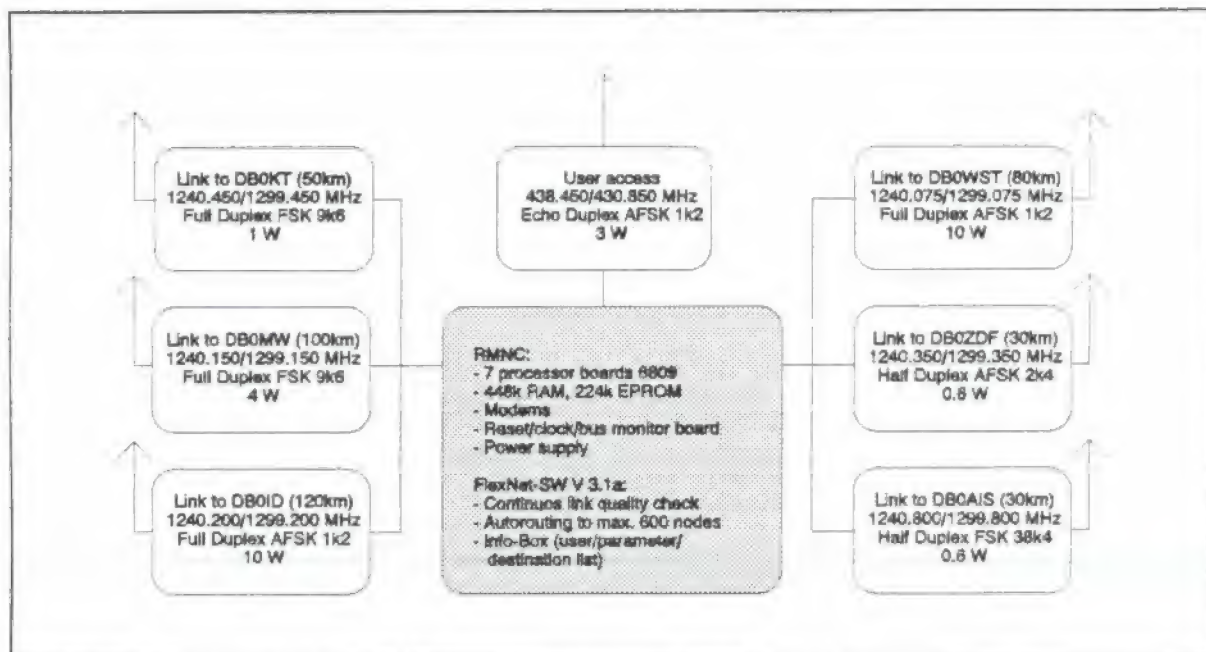 Link to DB0KT (50km)
1240.450/1299.450 MHz
Full Duplex FSK 9k6
1 W
User access
438.450/430.850 MHz
Echo Duplex AFSK 1k2
3 W
Link to DB0WST (80km)
1240.075/1299.075 MHz
Full Duplex AFSK 1k2
10 W
Link to DB0MW (100km)
1240.150/1299.150 MHz
Full Duplex FSK 9k6
4 W
RMNC:
- 7 processor boards 6809
- 448k RAM, 224k EPROM
- Modems
- Reset/clock/bus monitor board
- Power supply
FlexNet-SW V 3.1a:
- Continues link quality check
- Autorouting to max. 600 nodes
- Info-Box (user/parameter/
destination list)
Link to DB0ZDF (30km)
1240.350/1299.350 MHz
Half Duplex AFSK 2k4
0.6 W
Link to DB0ID (120km)
1240.200/1299.200 MHz
Full Duplex AFSK 1k2
10 W
Link to DB0AIS (30km)
1240.800/1299.800 MHz
Half Duplex FSK 38k4
0.6 W